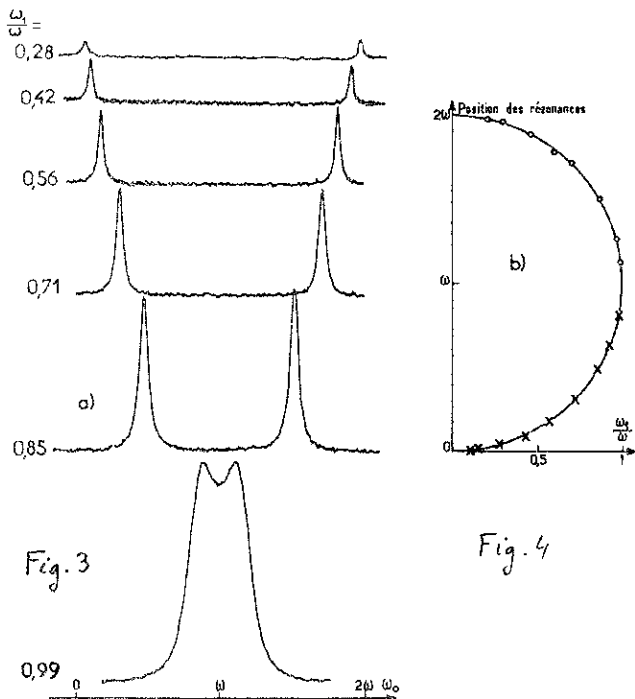 ω₁/ω =
0,28
0,42
0,56
0,71
a)
0,85
Fig. 3
0,99
0
ω
2ω
ω₀
Position des résonances
2ω
b)
ω
ω₁/ω
0
0,5
1
Fig. 4